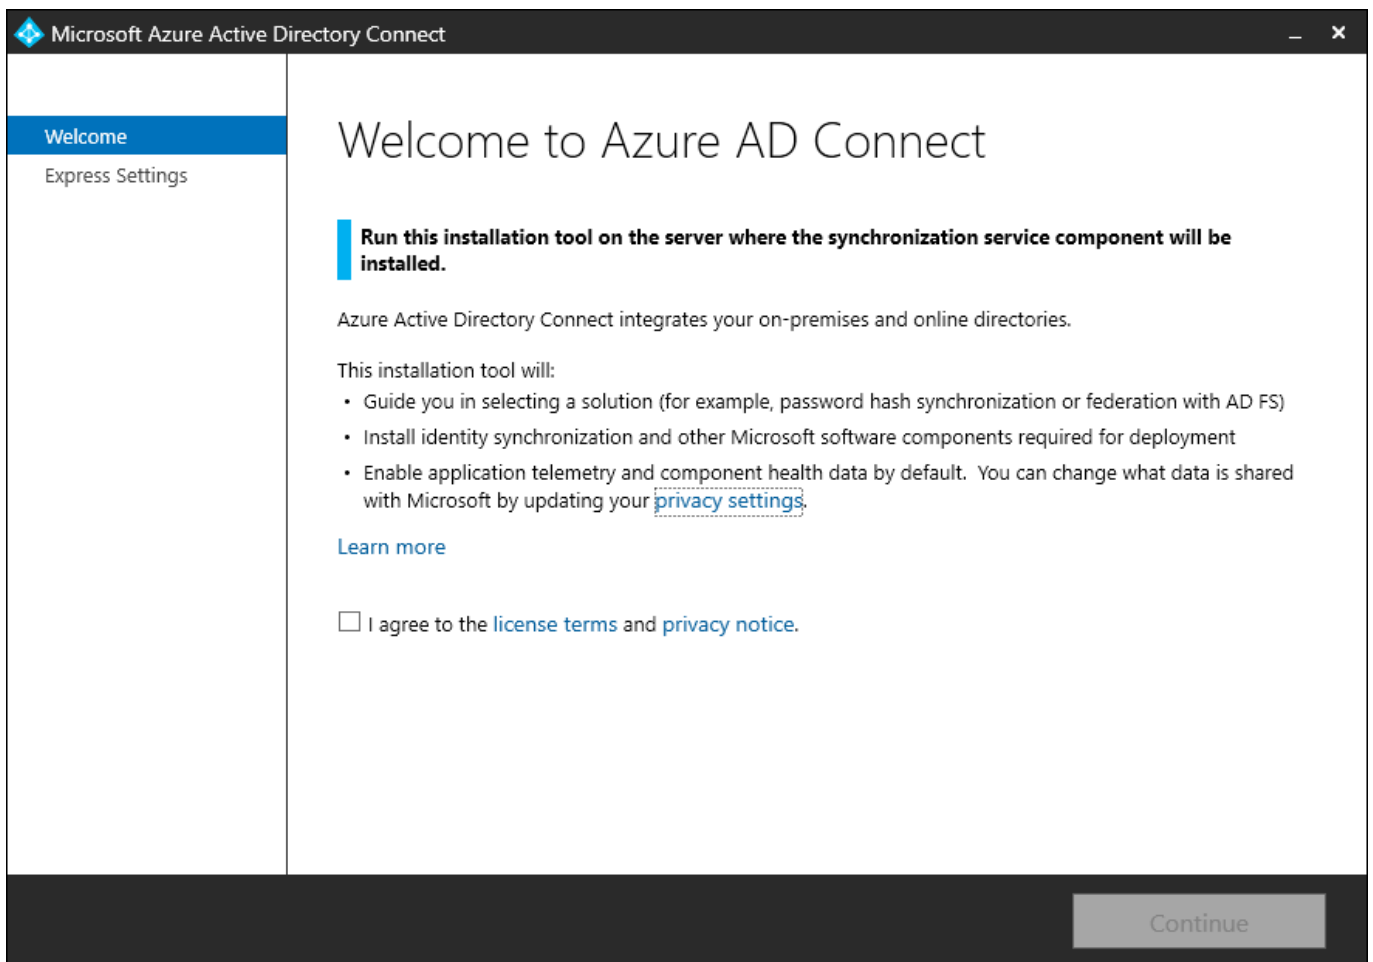 Microsoft Azure Active Directory Connect
Welcome
Express Settings
Welcome to Azure AD Connect
Run this installation tool on the server where the synchronization service component will be
installed.
Azure Active Directory Connect integrates your on-premises and online directories.
This installation tool will:
• Guide you in selecting a solution (for example, password hash synchronization or federation with AD FS)
• Install identity synchronization and other Microsoft software components required for deployment
• Enable application telemetry and component health data by default.  You can change what data is shared
with Microsoft by updating your privacy settings.
Learn more
I agree to the license terms and privacy notice.
Continue